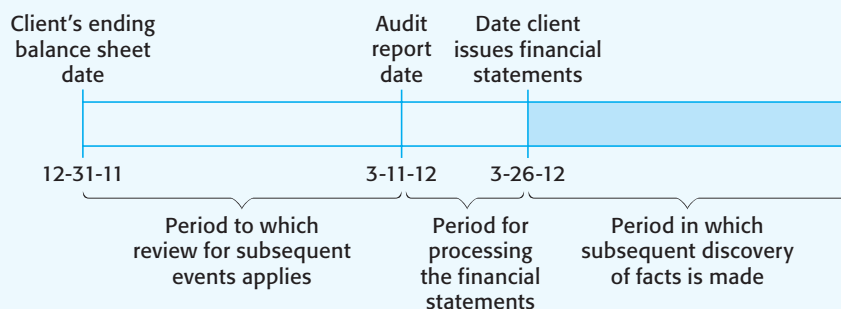 Client's ending
balance sheet
date
Audit
report
date
Date client
issues financial
statements
12-31-11
3-11-12
3-26-12
Period to which
review for subsequent
events applies
Period for
processing
the financial
statements
Period in which
subsequent discovery
of facts is made